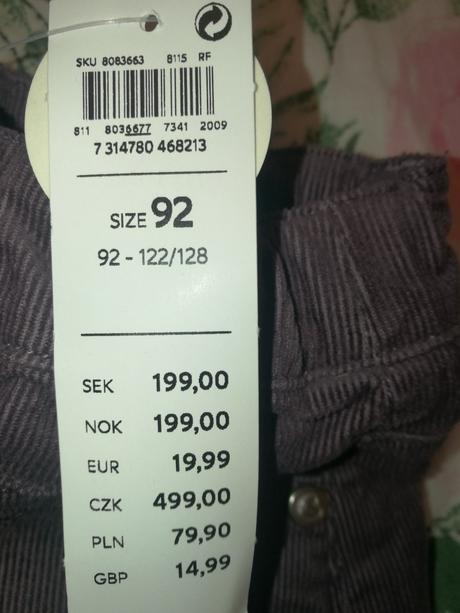 SKU 8083663 8115 RF
811 8036677 7341 2009
7 314780 468213
SIZE 92
92 - 122/128
SEK 199,00
NOK 199,00
EUR 19,99
CZK 499,00
PLN 79,90
GBP 14,99